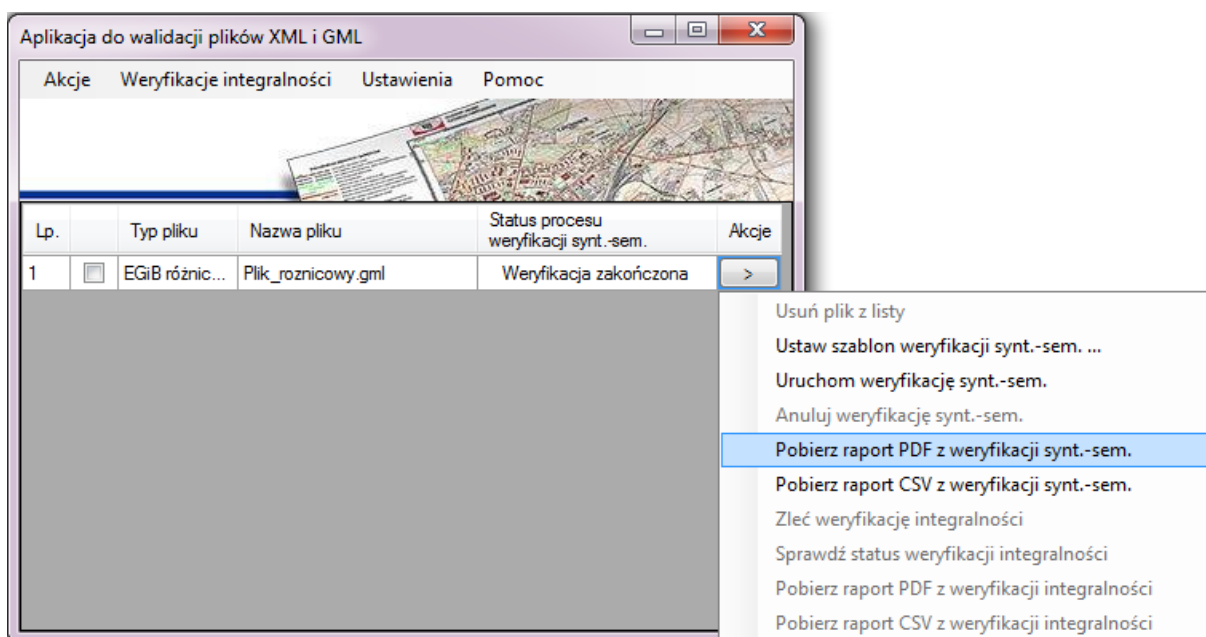 Aplikacja do walidacji plików XML i GML
Akcje Weryfikacje integralności Ustawienia Pomoc
Lp. Typ pliku Nazwa pliku Status procesu weryfikacji synt.-sem. Akcje
1 EGiB różnic... Plik_roznicowy.gml Weryfikacja zakończona >
Usuń plik z listy
Ustaw szablon weryfikacji synt.-sem. ...
Uruchom weryfikację synt.-sem.
Anuluj weryfikację synt.-sem.
Pobierz raport PDF z weryfikacji synt.-sem.
Pobierz raport CSV z weryfikacji synt.-sem.
Zleć weryfikację integralności
Sprawdź status weryfikacji integralności
Pobierz raport PDF z weryfikacji integralności
Pobierz raport CSV z weryfikacji integralności